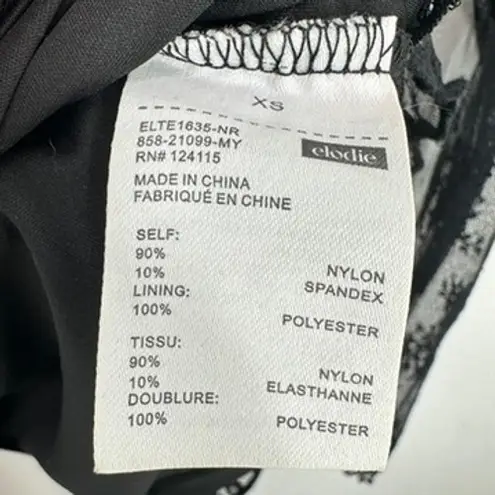 XS
ELTE1635-NR
858-21099-MY
RN# 124115
elodie
MADE IN CHINA
FABRIQUÉ EN CHINE
SELF:
90% NYLON
10% SPANDEX
LINING:
100% POLYESTER
TISSU:
90% NYLON
10% ELASTHANNE
DOUBLURE:
100% POLYESTER